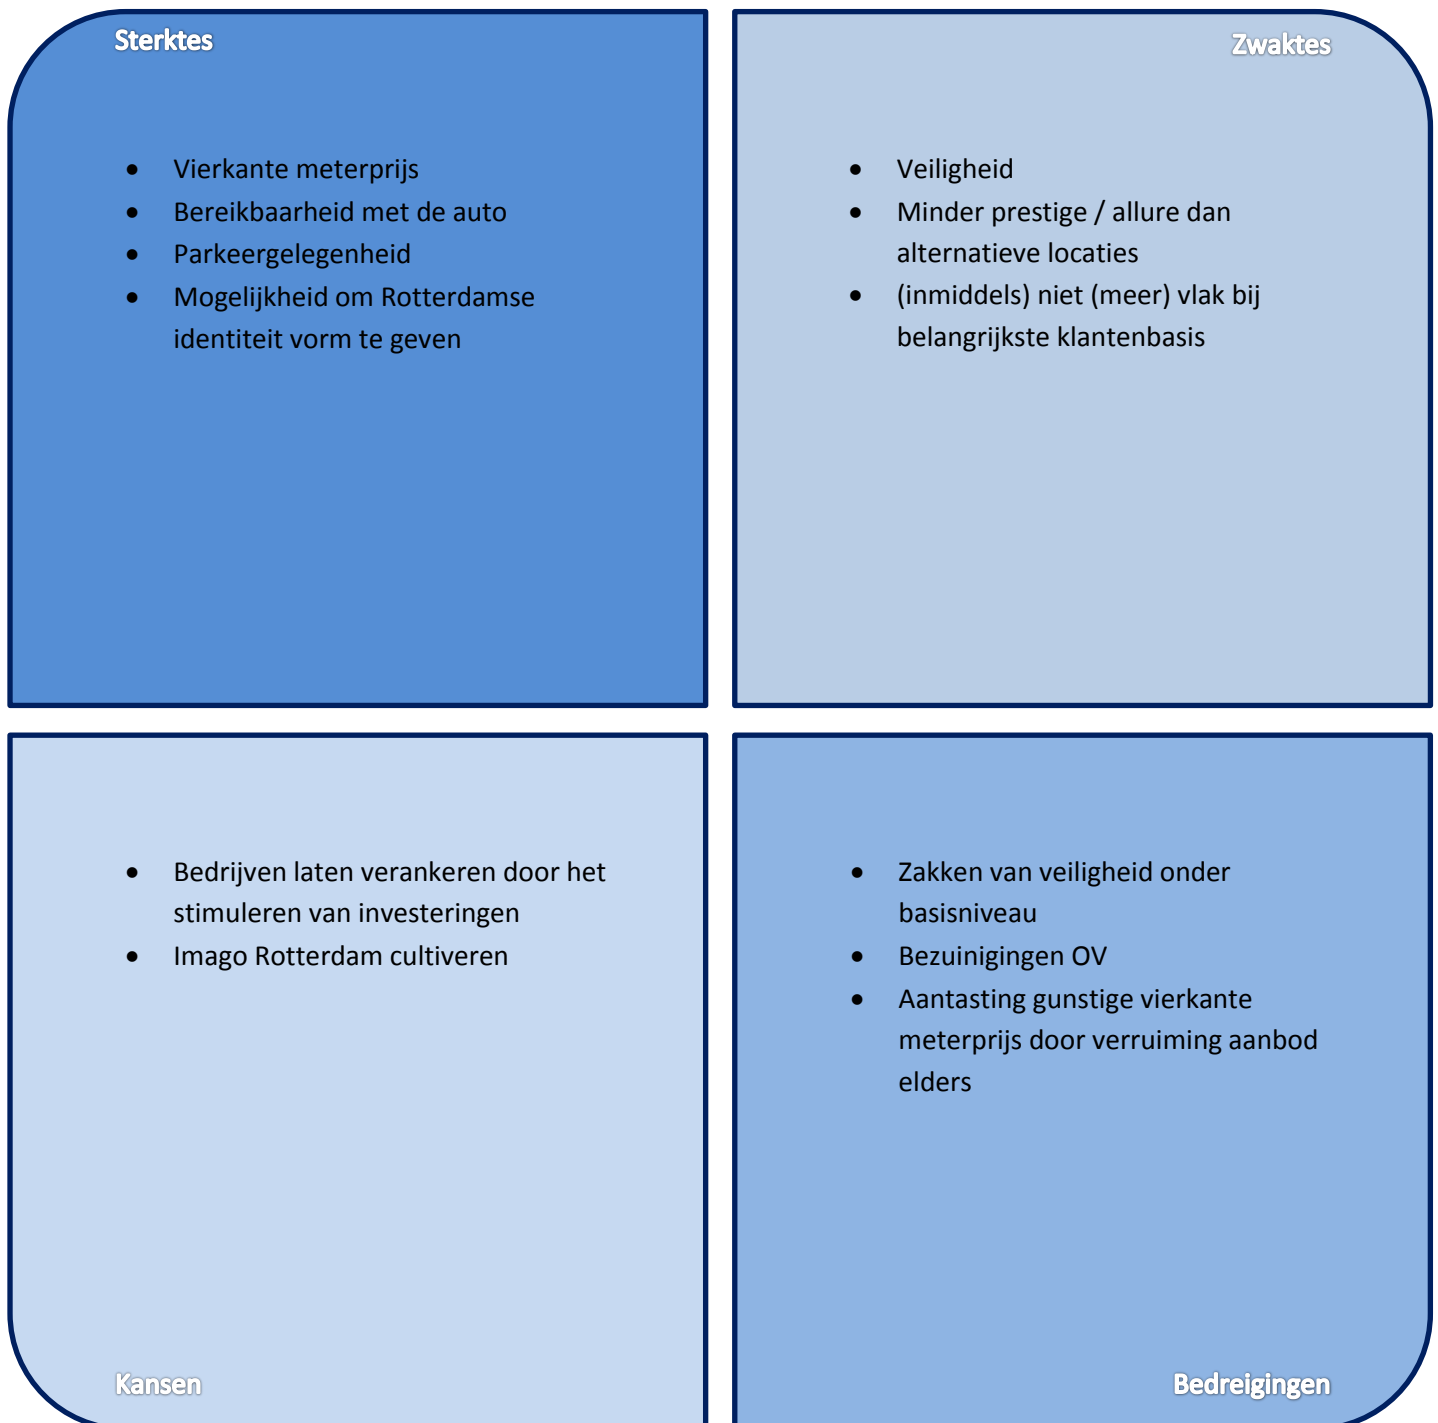 Sterktes
• Vierkante meterprijs
• Bereikbaarheid met de auto
• Parkeergelegenheid
• Mogelijkheid om Rotterdamse
identiteit vorm te geven
Zwaktes
• Veiligheid
• Minder prestige / allure dan
alternatieve locaties
• (inmiddels) niet (meer) vlak bij
belangrijkste klantenbasis
• Bedrijven laten verankeren door het
stimuleren van investeringen
• Imago Rotterdam cultiveren
Kansen
• Zakken van veiligheid onder
basisniveau
• Bezuinigingen OV
• Aantasting gunstige vierkante
meterprijs door verruiming aanbod
elders
Bedreigingen